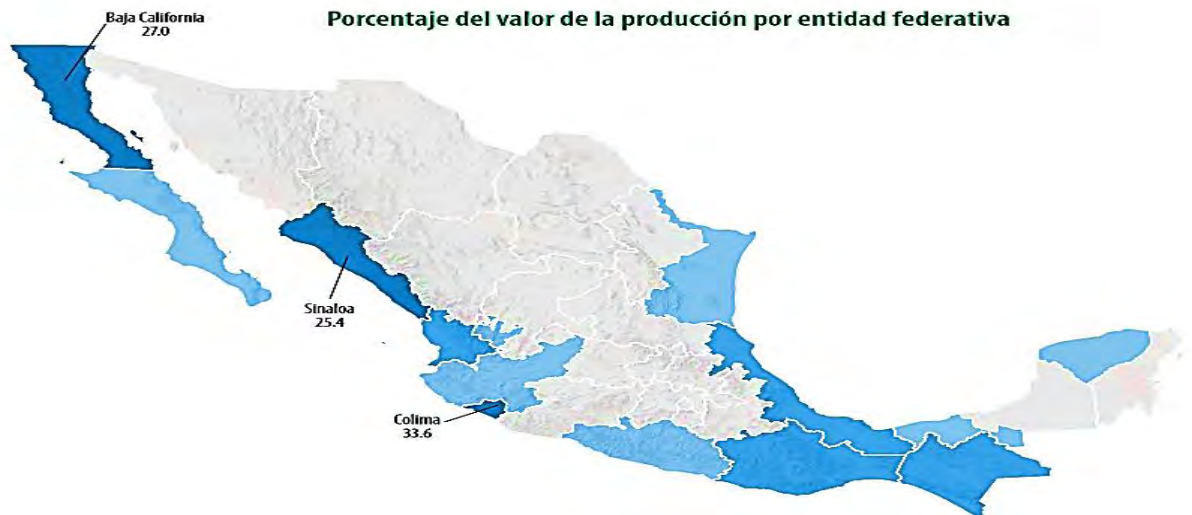 Porcentaje del valor de la producción por entidad federativa
Baja California
27.0
Sinaloa
25.4
Colima
33.6